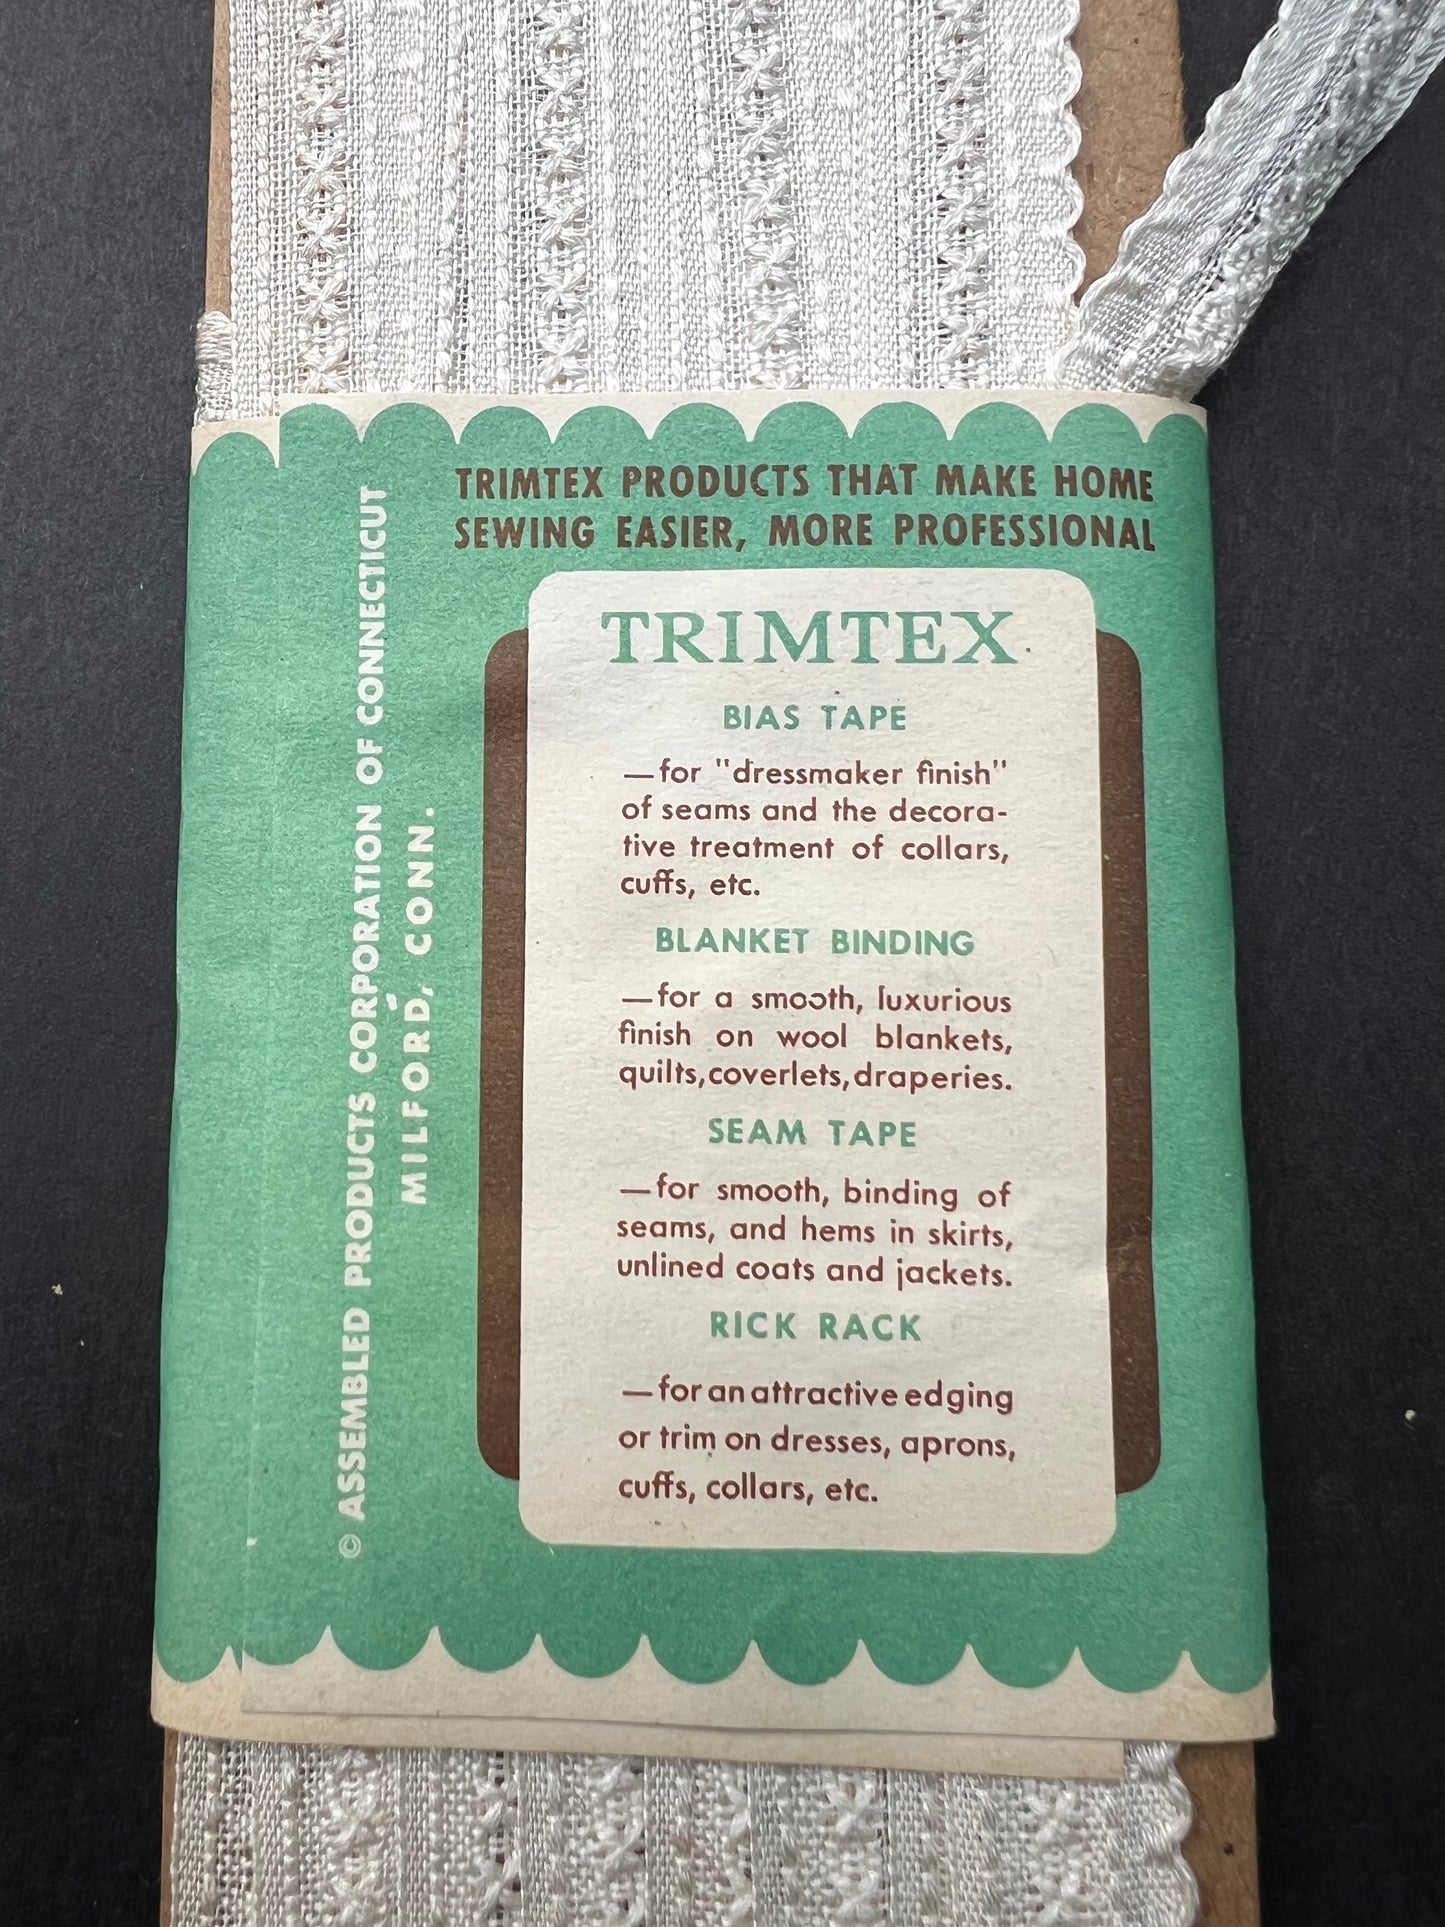 TRIMTEX PRODUCTS THAT MAKE HOME
SEWING EASIER, MORE PROFESSIONAL
TRIMTEX
BIAS TAPE
—for "dressmaker finish"
of seams and the decora-
tive treatment of collars,
cuffs, etc.
BLANKET BINDING
—for a smooth, luxurious
finish on wool blankets,
quilts, coverlets, draperies.
SEAM TAPE
—for smooth, binding of
seams, and hems in skirts,
unlined coats and jackets.
RICK RACK
—for an attractive edging
or trim on dresses, aprons,
cuffs, collars, etc.
© ASSEMBLED PRODUCTS CORPORATION OF CONNECTICUT
MILFORD, CONN.